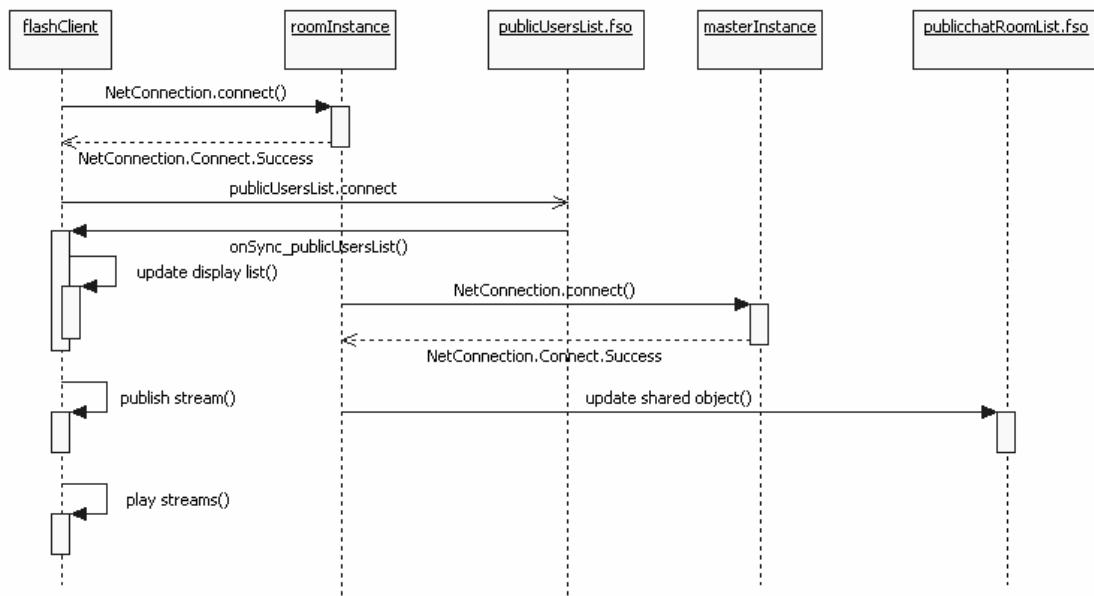 flashClient
roomInstance
publicUsersList.fso
masterInstance
publicchatRoomList.fso
NetConnection.connect()
NetConnection.Connect.Success
publicUsersList.connect
onSync_publicUsersList()
update display list()
NetConnection.connect()
NetConnection.Connect.Success
publish stream()
update shared object()
play streams()